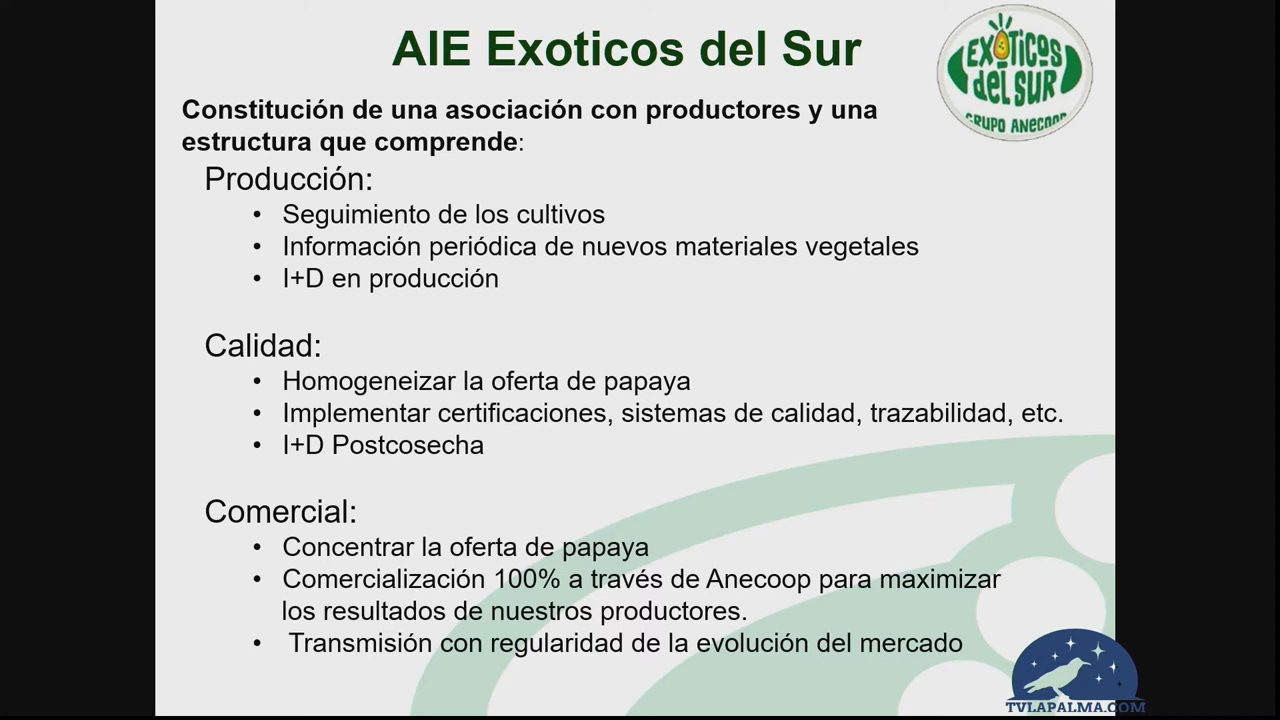 AIE Exoticos del Sur
EXOTICOS
DEL SUR
GRUPO ANECOOP
Constitución de una asociación con productores y una
estructura que comprende:
Producción:
• Seguimiento de los cultivos
• Información periódica de nuevos materiales vegetales
• I+D en producción
Calidad:
• Homogeneizar la oferta de papaya
• Implementar certificaciones, sistemas de calidad, trazabilidad, etc.
• I+D Postcosecha
Comercial:
• Concentrar la oferta de papaya
• Comercialización 100% a través de Anecoop para maximizar
los resultados de nuestros productores.
• Transmisión con regularidad de la evolución del mercado
TVLAPALMA.COM